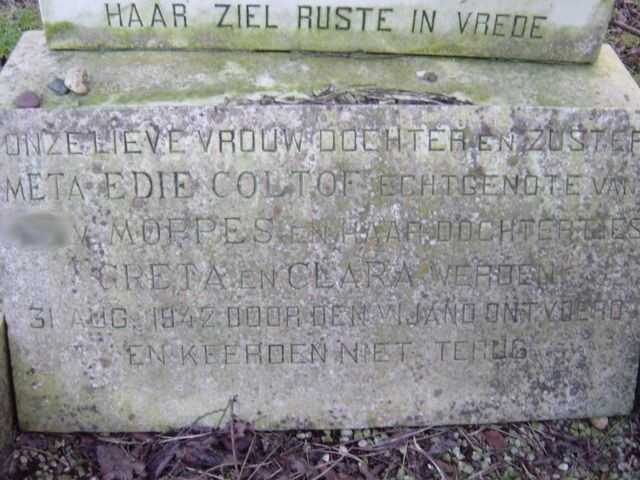 HAAR ZIEL RUSTE IN VREDE
ONZE LIEVE VROUW DOCHTER EN ZUSTER
META EDIE COLTOF ECHTGENOTE VAN
V. MOPPES EN HAAR DOCHTERTJES
GRETA EN CLARA WERDEN
31 AUG. 1942 DOOR DEN VIJAND ONTVOERD
EN KEERDEN NIET TERUG